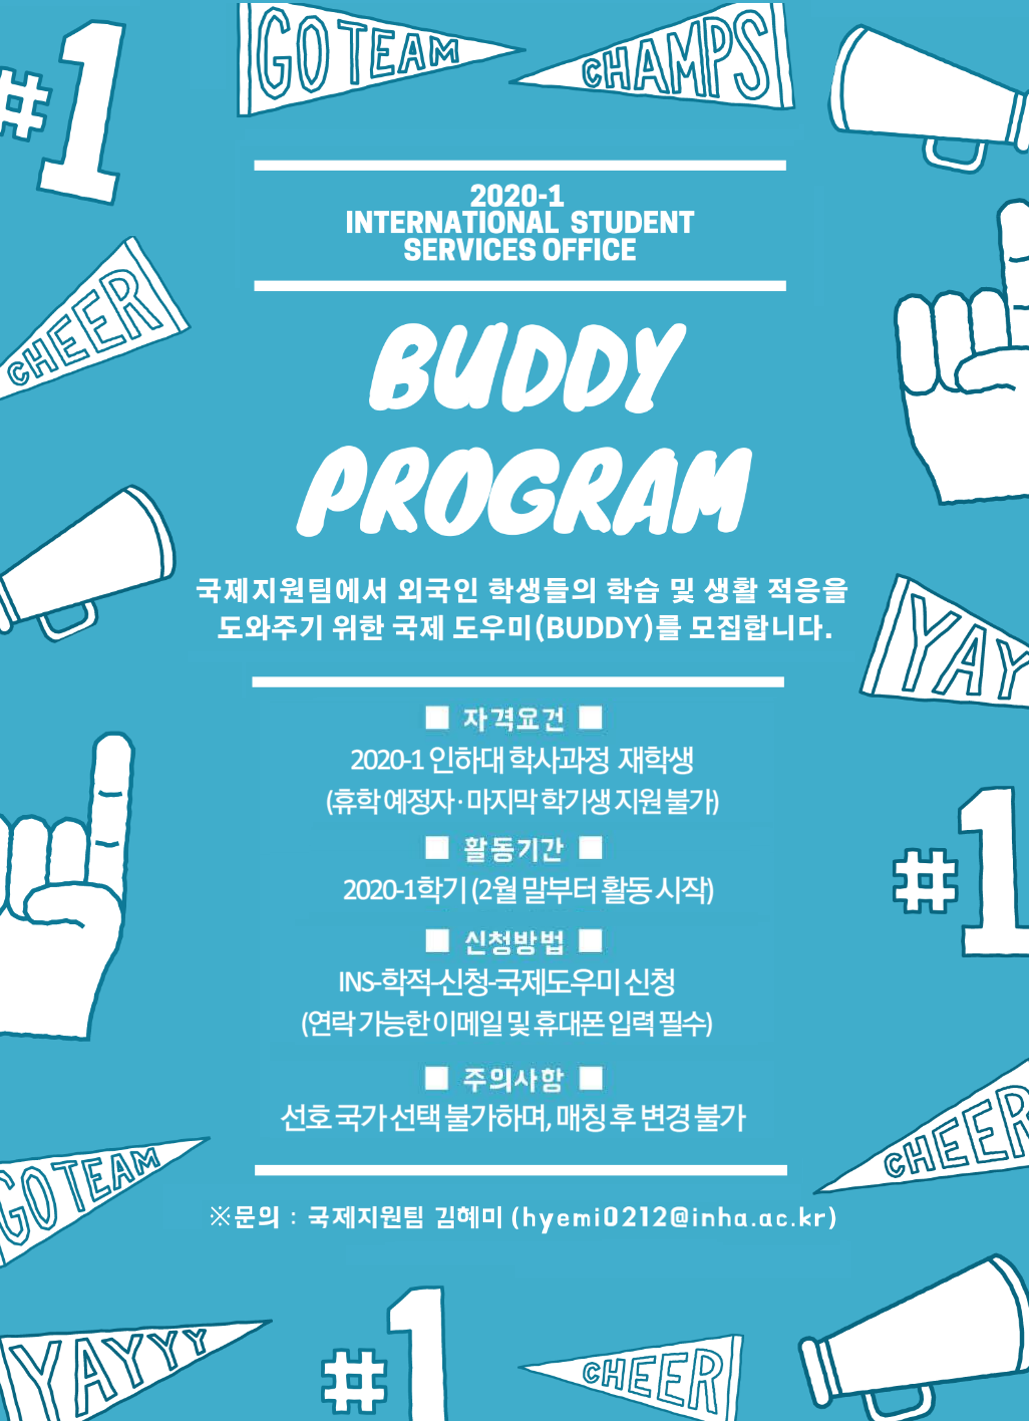 #1
GO TEAM
CHAMPS
2020-1
INTERNATIONAL STUDENT
SERVICES OFFICE
CHEER
BUDDY
PROGRAM
국제지원팀에서 외국인 학생들의 학습 및 생활 적응을
도와주기 위한 국제 도우미(BUDDY)를 모집합니다.
YAY
■ 자격요건 ■
2020-1 인하대 학사과정 재학생
(휴학 예정자·마지막 학기생 지원 불가)
■ 활동기간 ■
2020-1학기 (2월 말부터 활동 시작)
#1
■ 신청방법 ■
INS-학적-신청-국제도우미 신청
(연락 가능한 이메일 및 휴대폰 입력 필수)
■ 주의사항 ■
선호 국가 선택 불가하며, 매칭 후 변경 불가
CHEER
GO TEAM
※문의 : 국제지원팀 김혜미 (hyemi0212@inha.ac.kr)
YAYYY
#1
CHEER